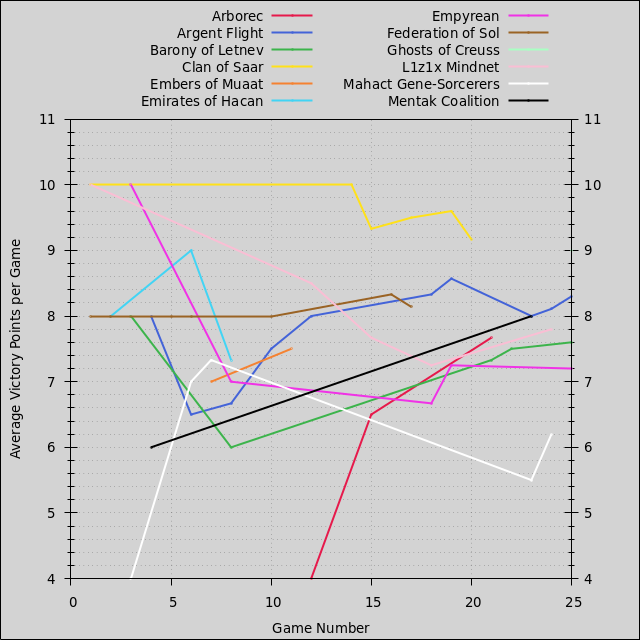 Arborec
Argent Flight
Barony of Letnev
Clan of Saar
Embers of Muaat
Emirates of Hacan
Empyrean
Federation of Sol
Ghosts of Creuss
L1z1x Mindnet
Mahact Gene-Sorcerers
Mentak Coalition
11 11
10 10
9 9
8 8
7 7
6 6
5 5
4 4
Average Victory Points per Game
0 5 10 15 20 25
Game Number